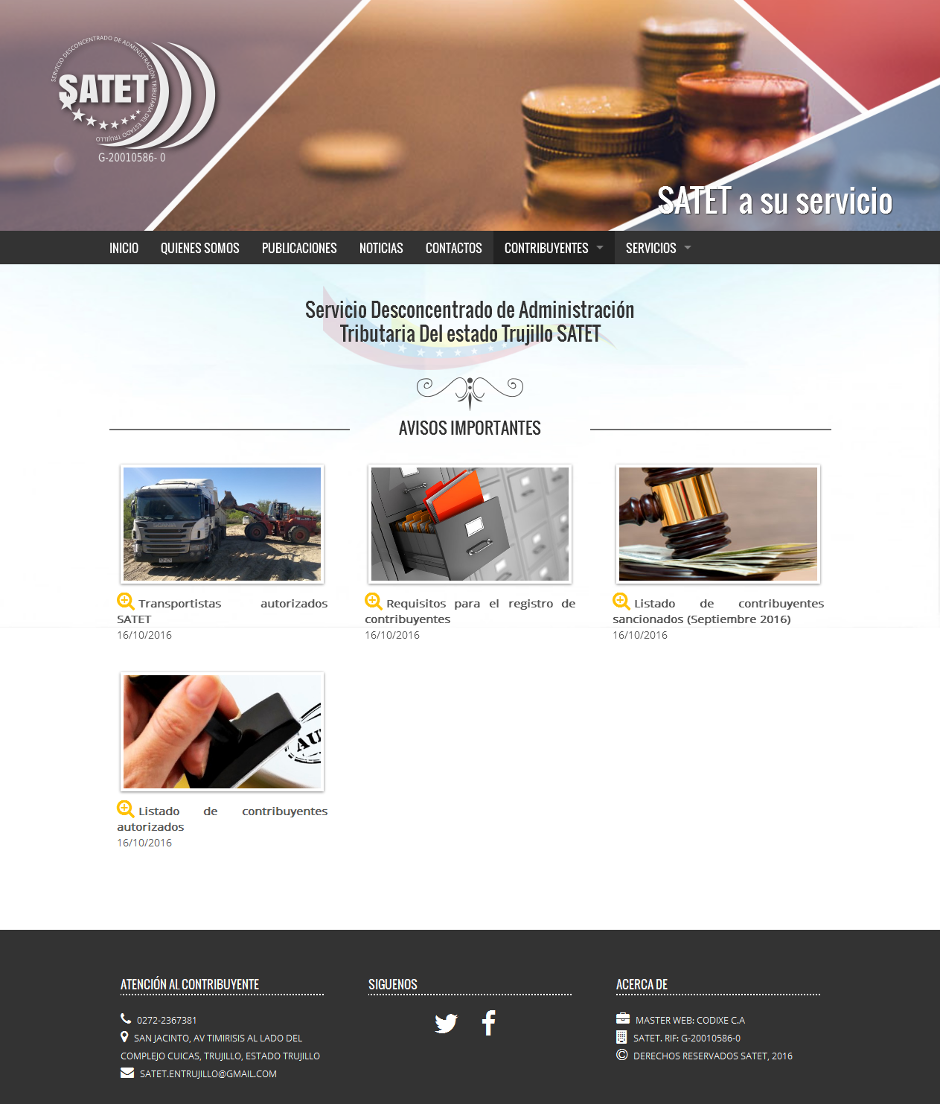 SERVICIO DESCONCENTRADO DE ADMINISTRACIÓN TRIBUTARIA DEL ESTADO TRUJILLO
SATET
G-20010586- 0
SATET a su servicio
INICIO QUIENES SOMOS PUBLICACIONES NOTICIAS CONTACTOS CONTRIBUYENTES SERVICIOS
Servicio Desconcentrado de Administración
Tributaria Del estado Trujillo SATET
AVISOS IMPORTANTES
Transportistas autorizados
SATET
16/10/2016
Requisitos para el registro de
contribuyentes
16/10/2016
Listado de contribuyentes
sancionados (Septiembre 2016)
16/10/2016
Listado de contribuyentes
autorizados
16/10/2016
ATENCIÓN AL CONTRIBUYENTE
0272-2367381
SAN JACINTO, AV TIMIRISIS AL LADO DEL
COMPLEJO CUICAS, TRUJILLO, ESTADO TRUJILLO
SATET.ENTRUJILLO@GMAIL.COM
SIGUENOS
ACERCA DE
MASTER WEB: CODIXE C.A
SATET. RIF: G-20010586-0
© DERECHOS RESERVADOS SATET, 2016